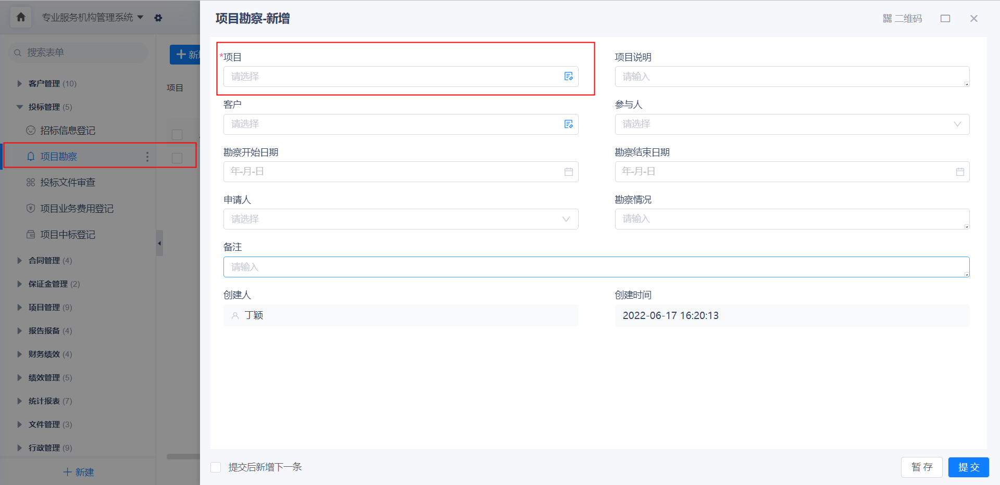 专业服务机构管理系统
搜索表单
客户管理 (10)
投标管理 (5)
招标信息登记
项目勘察
投标文件审查
项目业务费用登记
项目中标登记
合同管理 (4)
保证金管理 (2)
项目管理 (9)
报告报备 (4)
财务绩效 (4)
绩效管理 (5)
统计报表 (7)
文件管理 (3)
行政管理 (9)
新建
项目
项目勘察-新增
二维码
*项目
请选择
项目说明
请输入
客户
请选择
参与人
请选择
勘察开始日期
年-月-日
勘察结束日期
年-月-日
申请人
请选择
勘察情况
请输入
备注
请输入
创建人
丁颖
创建时间
2022-06-17 16:20:13
提交后新增下一条
暂 存
提 交